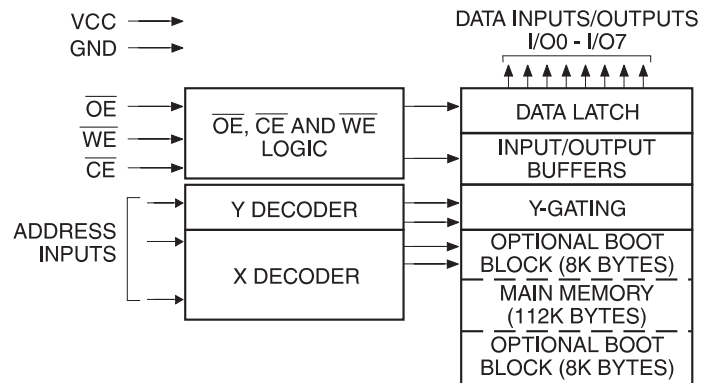 VCC
GND
DATA INPUTS/OUTPUTS
I/O0 - I/O7
OE
WE
CE
OE, CE AND WE
LOGIC
DATA LATCH
INPUT/OUTPUT
BUFFERS
ADDRESS
INPUTS
Y DECODER
Y-GATING
X DECODER
OPTIONAL BOOT
BLOCK (8K BYTES)
MAIN MEMORY
(112K BYTES)
OPTIONAL BOOT
BLOCK (8K BYTES)